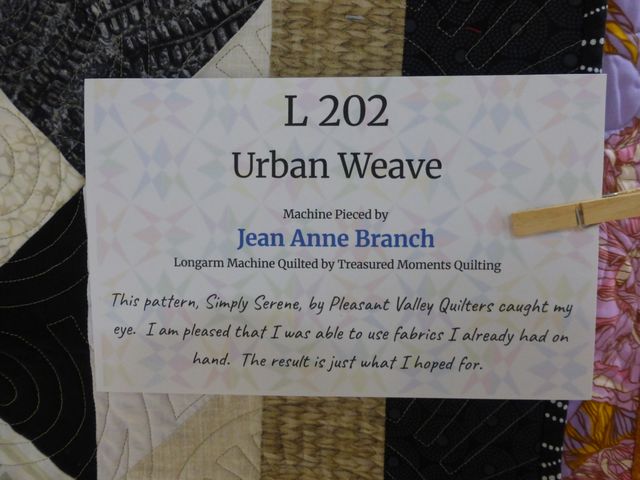 L 202
Urban Weave
Machine Pieced by
Jean Anne Branch
Longarm Machine Quilted by Treasured Moments Quilting
This pattern, Simply Serene, by Pleasant Valley Quilters caught my
eye. I am pleased that I was able to use fabrics I already had on
hand. The result is just what I hoped for.